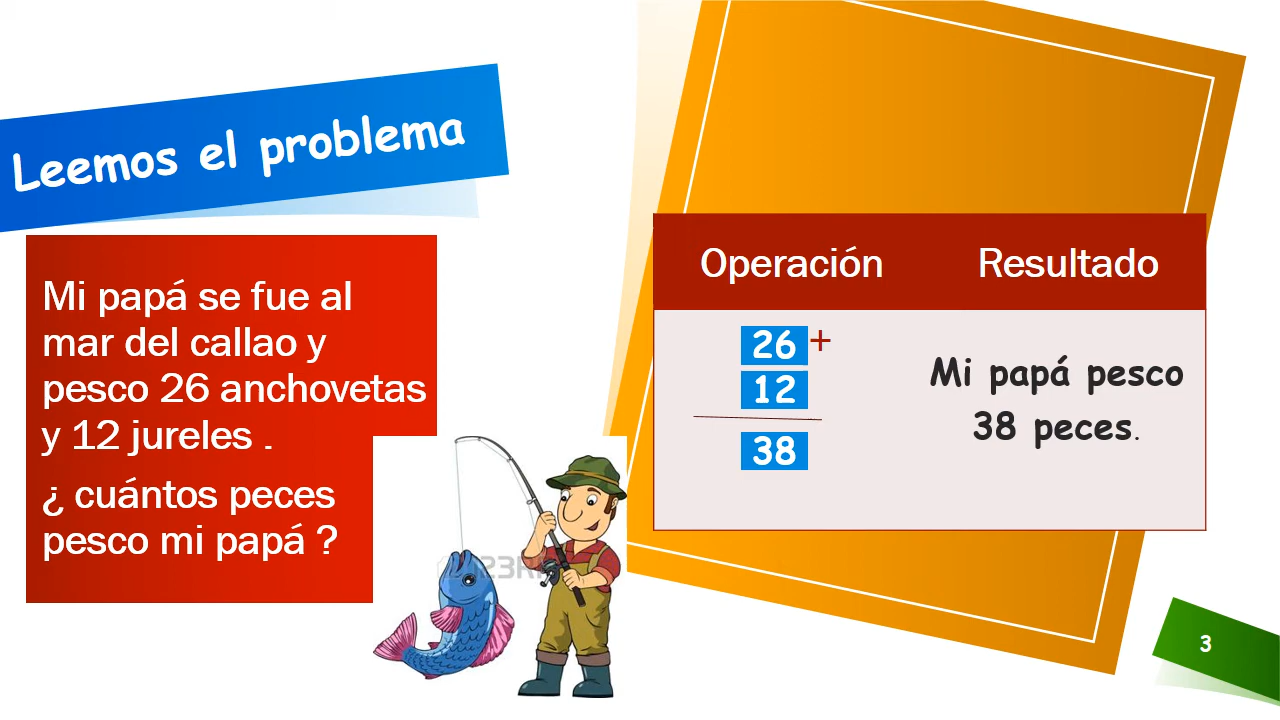 Leemos el problema
Mi papá se fue al
mar del callao y
pesco 26 anchovetas
y 12 jureles .
¿ cuántos peces
pesco mi papá ?
Operación Resultado
26 +
12
38
Mi papá pesco
38 peces.
3